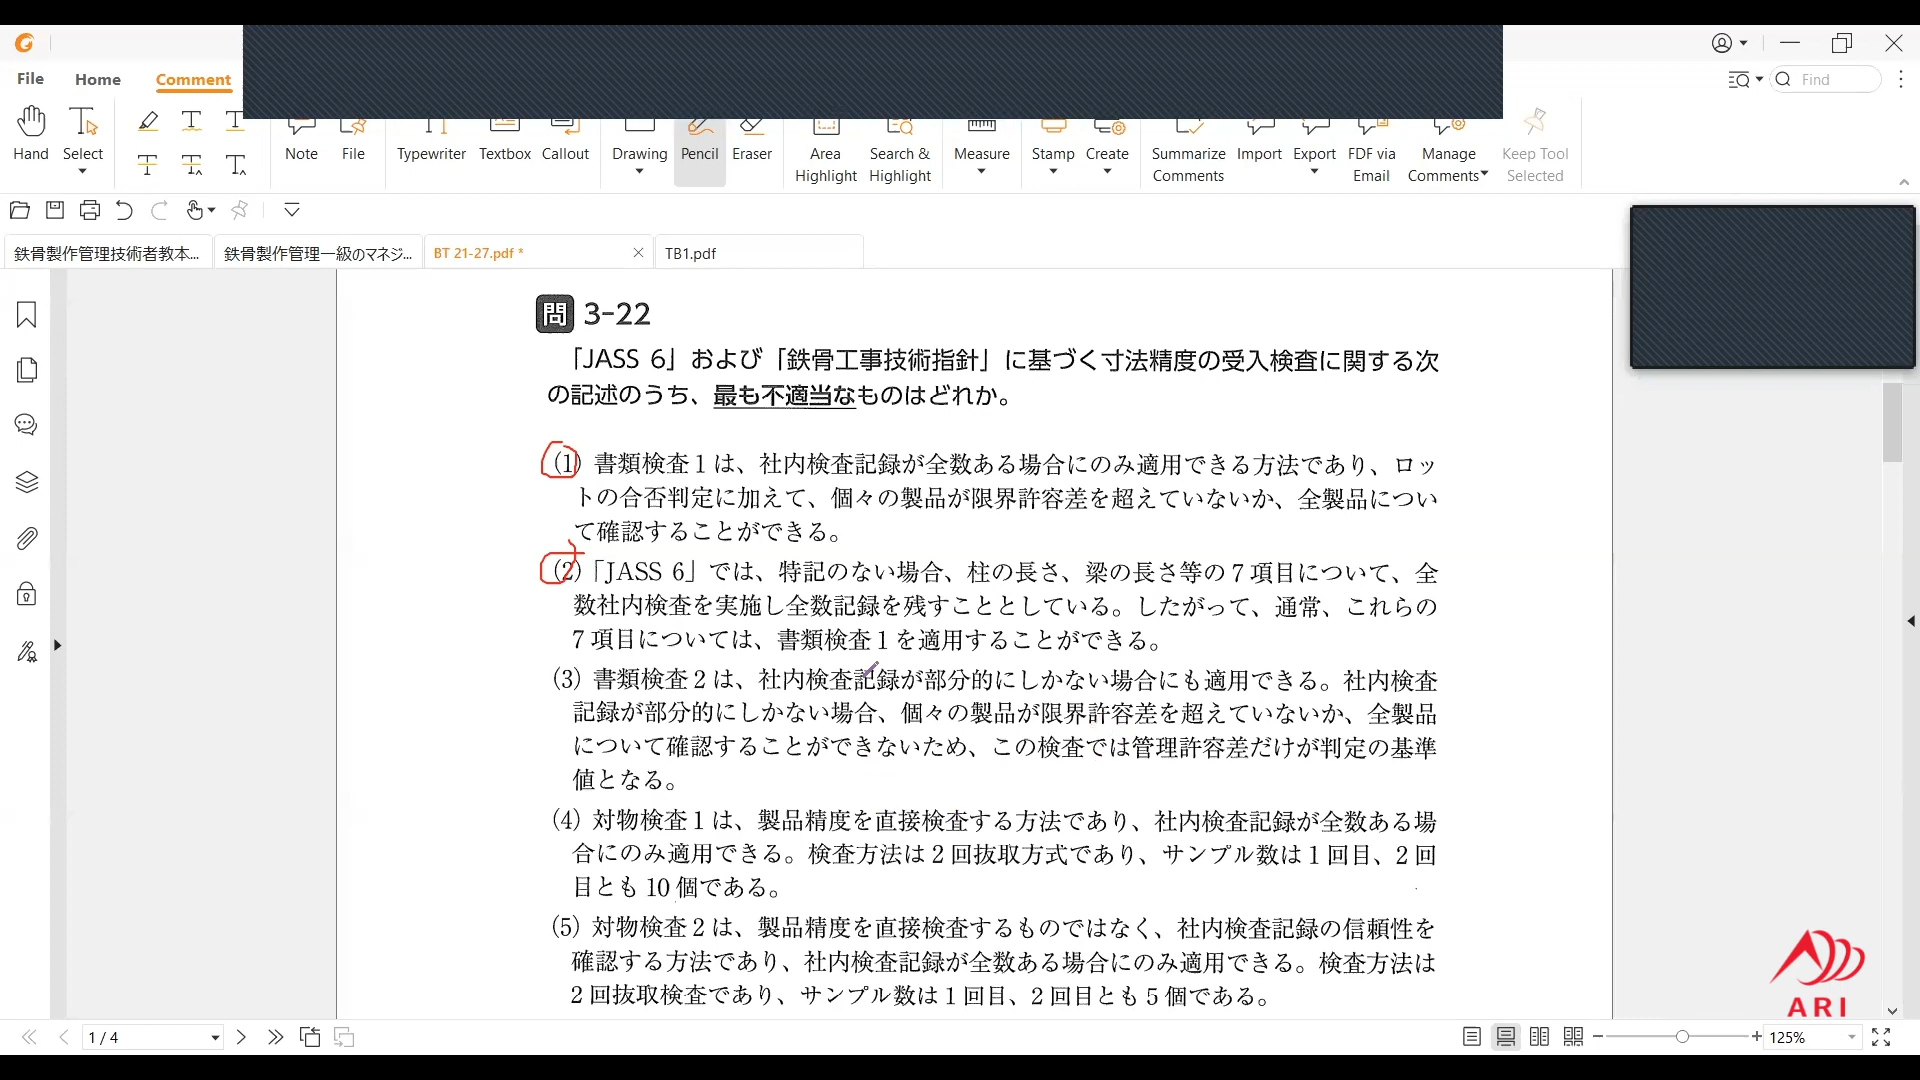 File
Home
Comment
Find
Hand
Select
Note
File
Typewriter
Textbox
Callout
Drawing
Pencil
Eraser
Area
Highlight
Search &
Highlight
Measure
Stamp
Create
Summarize
Comments
Import
Export
FDF via
Email
Manage
Comments
Keep Tool
Selected
鉄骨製作管理技術者教本...
鉄骨製作管理一級のマネジ...
BT 21-27.pdf *
TB1.pdf
問 3-22
「JASS 6」および「鉄骨工事技術指針」に基づく寸法精度の受入検査に関する次
の記述のうち、最も不適当なものはどれか。
(1) 書類検査1は、社内検査記録が全数ある場合にのみ適用できる方法であり、ロッ
トの合否判定に加えて、個々の製品が限界許容差を超えていないか、全製品につい
て確認することができる。
(2)「JASS 6」では、特記のない場合、柱の長さ、梁の長さ等の7項目について、全
数社内検査を実施し全数記録を残すこととしている。したがって、通常、これらの
7項目については、書類検査1を適用することができる。
(3) 書類検査2は、社内検査記録が部分的にしかない場合にも適用できる。社内検査
記録が部分的にしかない場合、個々の製品が限界許容差を超えていないか、全製品
について確認することができないため、この検査では管理許容差だけが判定の基準
値となる。
(4) 対物検査1は、製品精度を直接検査する方法であり、社内検査記録が全数ある場
合にのみ適用できる。検査方法は2回抜取方式であり、サンプル数は1回目、2回
目とも10個である。
(5) 対物検査2は、製品精度を直接検査するものではなく、社内検査記録の信頼性を
確認する方法であり、社内検査記録が全数ある場合にのみ適用できる。検査方法は
2回抜取検査であり、サンプル数は1回目、2回目とも5個である。
ARI
1 / 4
125%